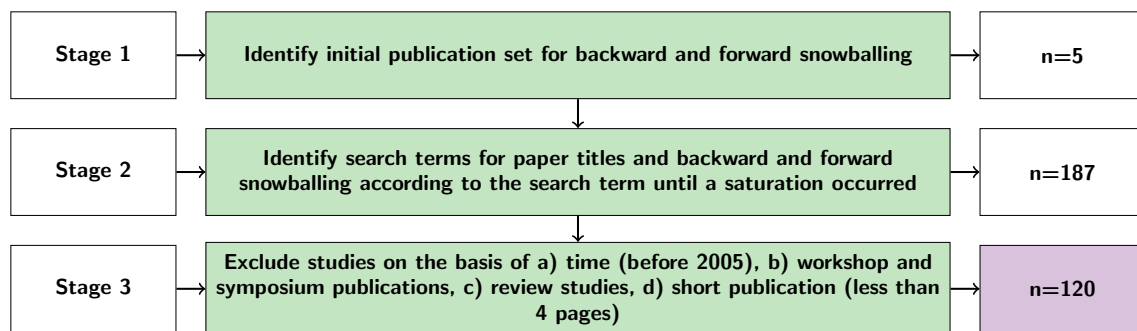 Stage 1
Identify initial publication set for backward and forward snowballing
n=5
Stage 2
Identify search terms for paper titles and backward and forward
snowballing according to the search term until a saturation occurred
n=187
Stage 3
Exclude studies on the basis of a) time (before 2005), b) workshop and
symposium publications, c) review studies, d) short publication (less than
4 pages)
n=120